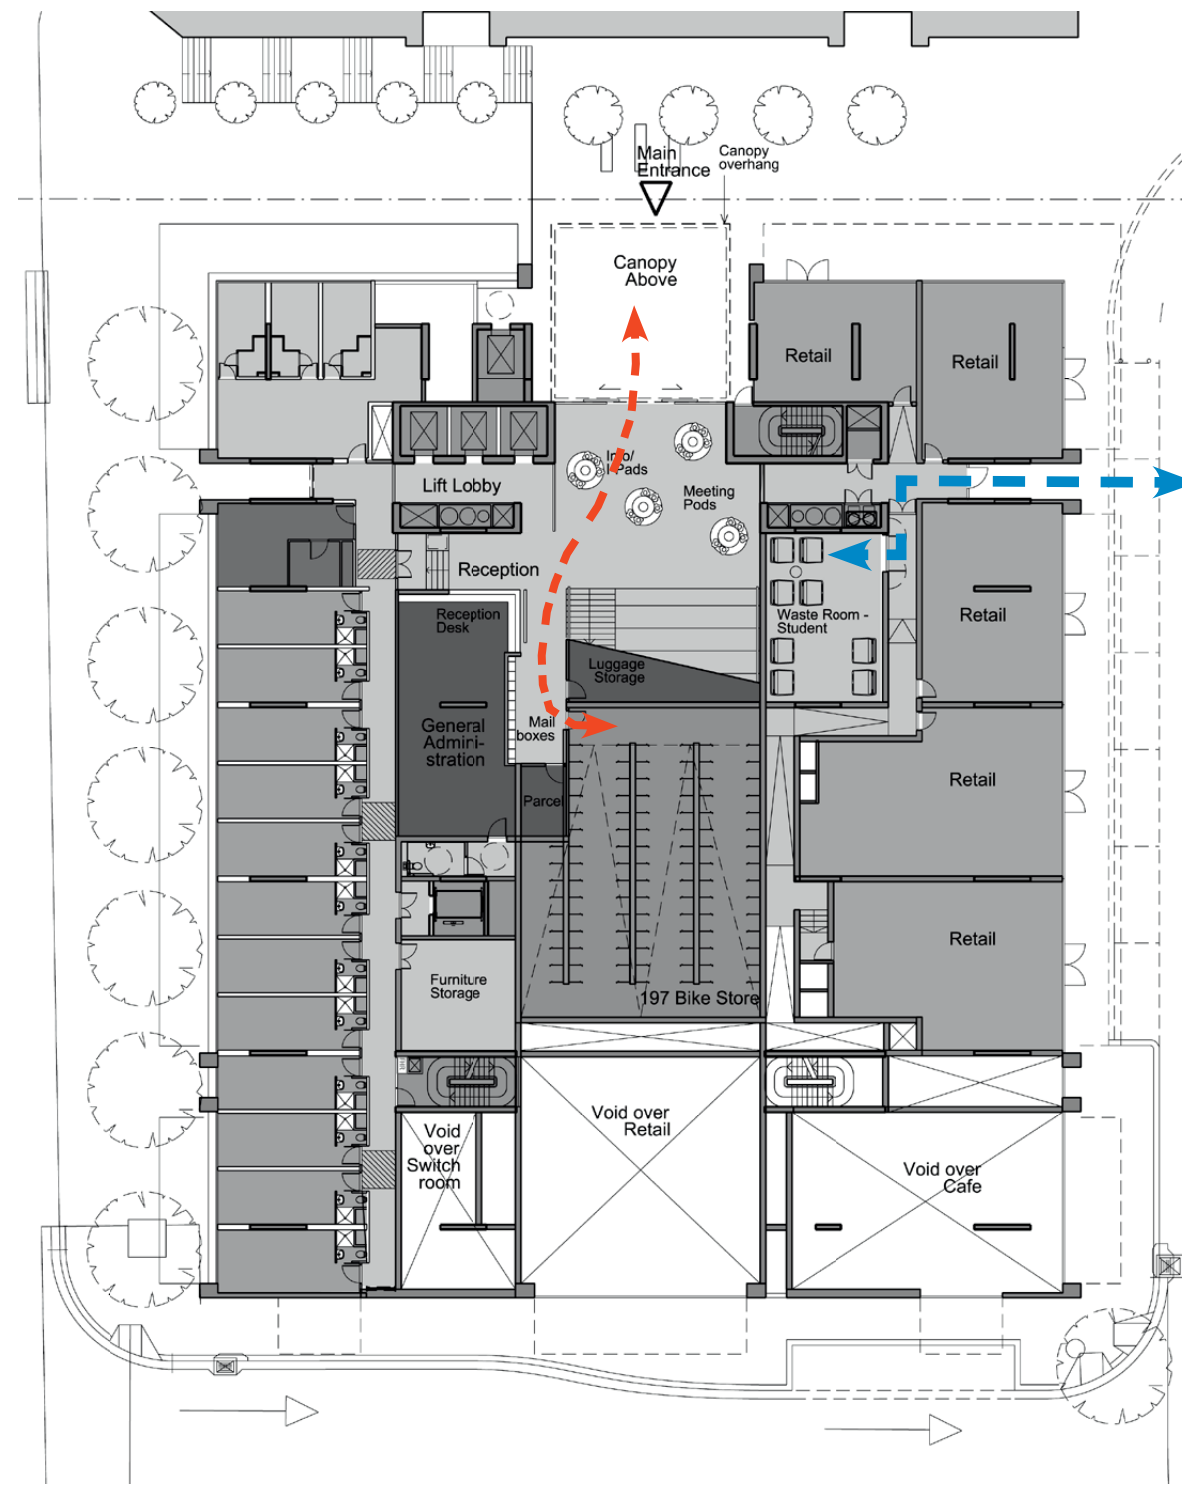 Main
Entrance
Canopy
overhang
Canopy
Above
Retail
Retail
Info/
I-Pads
Lift Lobby
Meeting
Pods
Reception
Reception
Desk
Waste Room -
Student
Retail
Luggage
Storage
General
Admini-
stration
Mail
boxes
Retail
Parcel
Retail
Furniture
Storage
197 Bike Store
Void over
Retail
Void
over
Switch
room
Void over
Cafe